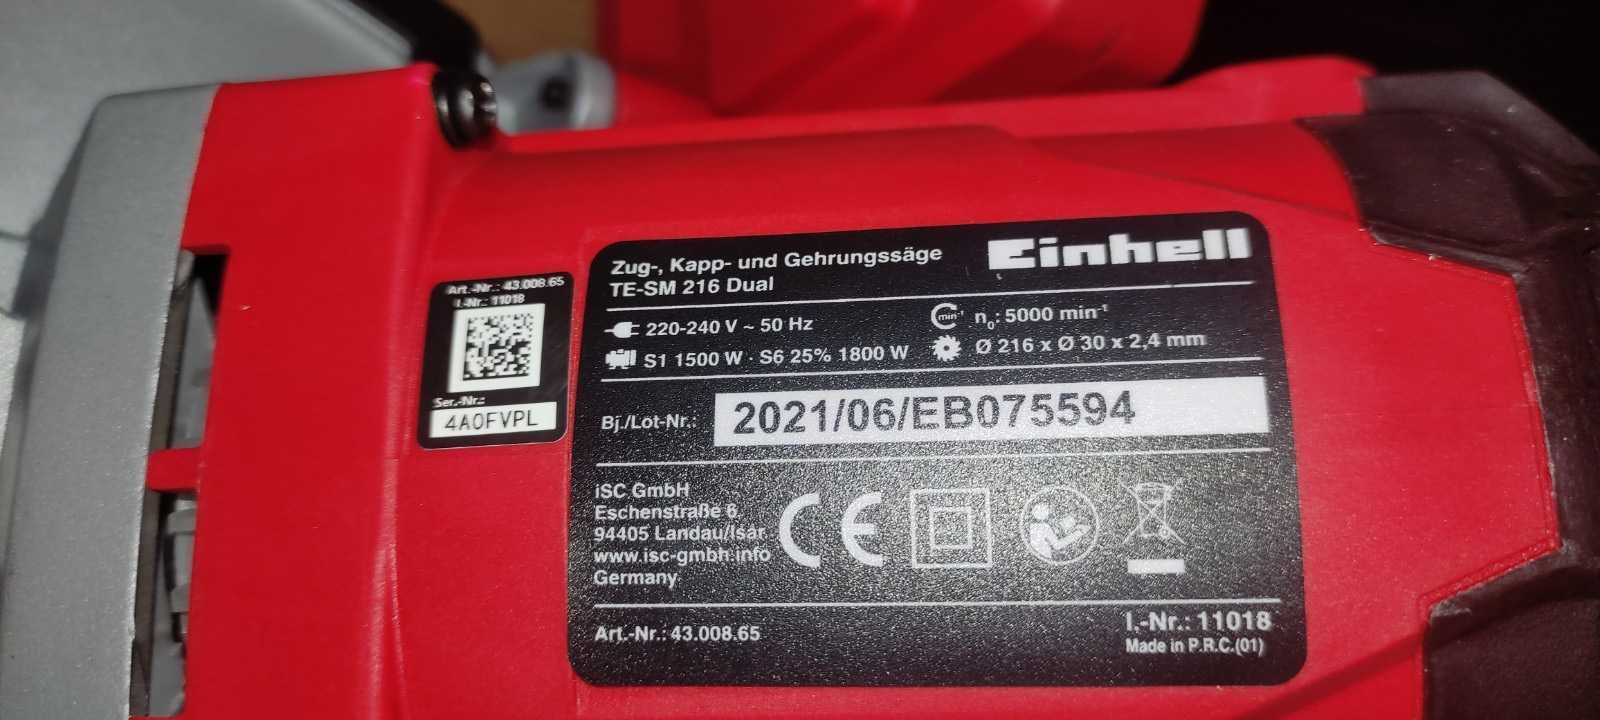 Art.-Nr.: 43.008.65
I.-Nr.: 11018
Ser.-Nr.:
4A0FVPL
Zug-, Kapp- und Gehrungssäge
TE-SM 216 Dual
Einhell
220-240 V ~ 50 Hz
min⁻¹ n₀: 5000 min⁻¹
S1 1500 W · S6 25% 1800 W
Ø 216 x Ø 30 x 2,4 mm
Bj./Lot-Nr.: 2021/06/EB075594
iSC GmbH
Eschenstraße 6
94405 Landau/Isar
www.isc-gmbh.info
Germany
CE
Art.-Nr.: 43.008.65
I.-Nr.: 11018
Made in P.R.C.(01)